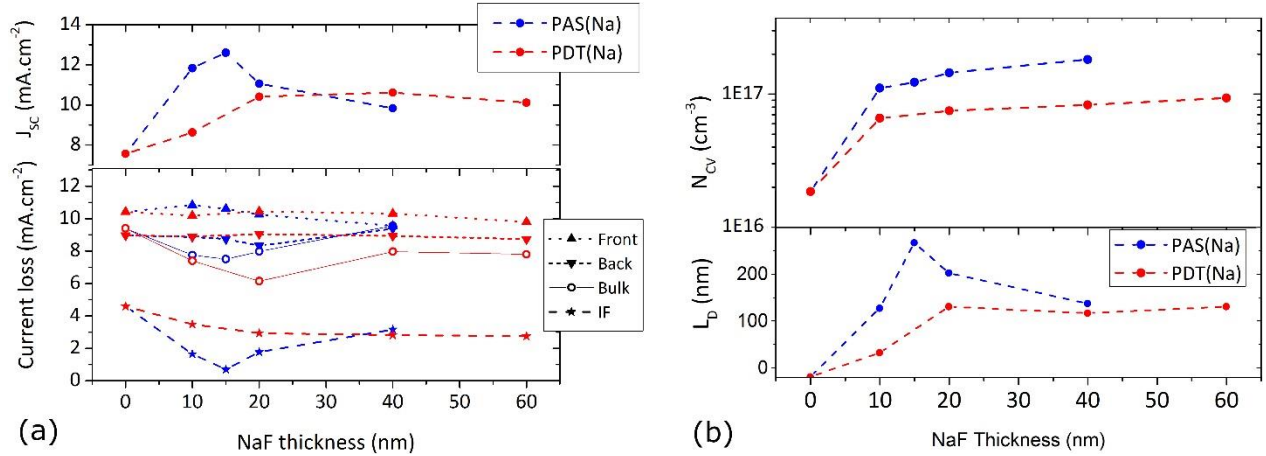 14
12
10
8
J_SC (mA.cm⁻²)
PAS(Na)
PDT(Na)
12
10
8
6
4
2
0
Current loss (mA.cm⁻²)
Front
Back
Bulk
IF
0 10 20 30 40 50 60
NaF thickness (nm)
(a)
1E17
1E16
N_CV (cm⁻³)
200
100
0
L_D (nm)
PAS(Na)
PDT(Na)
0 10 20 30 40 50 60
NaF Thickness (nm)
(b)